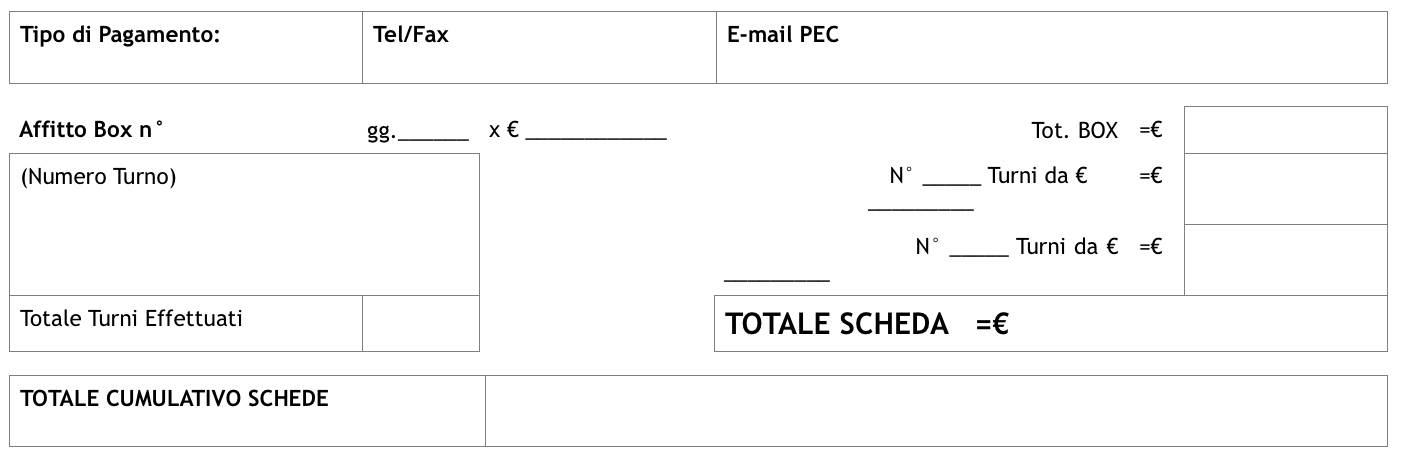 Tipo di Pagamento: Tel/Fax E-mail PEC
Affitto Box n° gg.______ x € ____________ Tot. BOX =€
(Numero Turno) N° _____ Turni da € =€
_________
N° _____ Turni da € =€
_________
Totale Turni Effettuati TOTALE SCHEDA =€
TOTALE CUMULATIVO SCHEDE